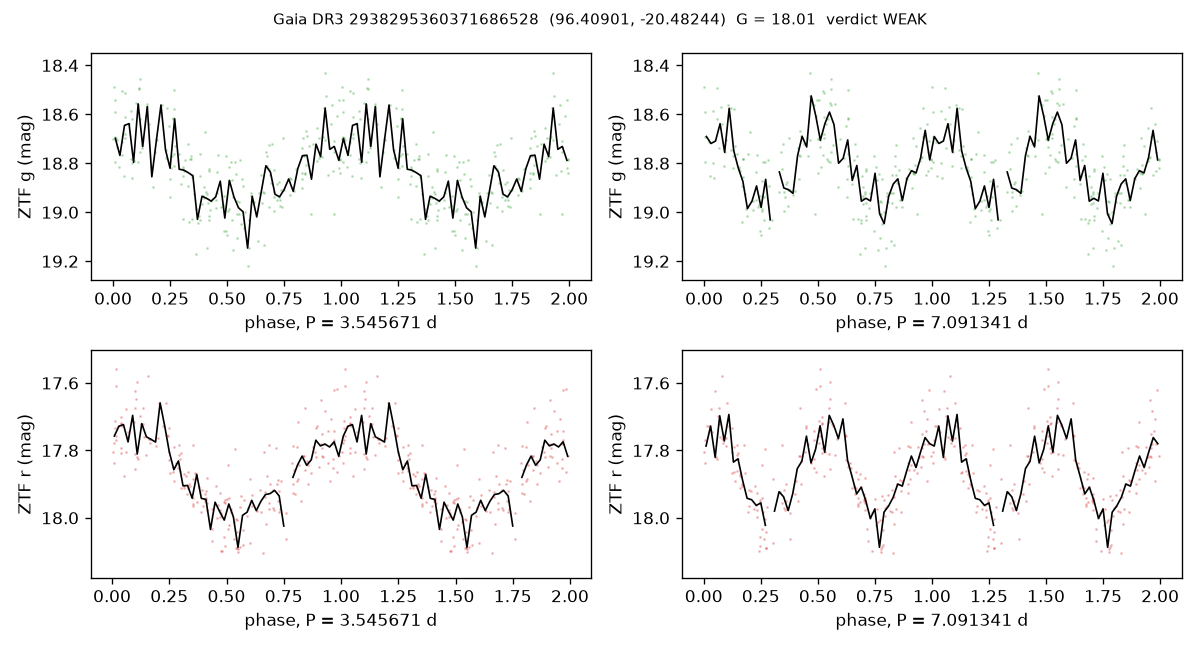 Gaia DR3 2938295360371686528 (96.40901, -20.48244) G = 18.01 verdict WEAK
18.4
18.6
18.8
19.0
19.2
ZTF g (mag)
0.00 0.25 0.50 0.75 1.00 1.25 1.50 1.75 2.00
phase, P = 3.545671 d
18.4
18.6
18.8
19.0
19.2
ZTF g (mag)
0.00 0.25 0.50 0.75 1.00 1.25 1.50 1.75 2.00
phase, P = 7.091341 d
17.6
17.8
18.0
ZTF r (mag)
0.00 0.25 0.50 0.75 1.00 1.25 1.50 1.75 2.00
phase, P = 3.545671 d
17.6
17.8
18.0
ZTF r (mag)
0.00 0.25 0.50 0.75 1.00 1.25 1.50 1.75 2.00
phase, P = 7.091341 d